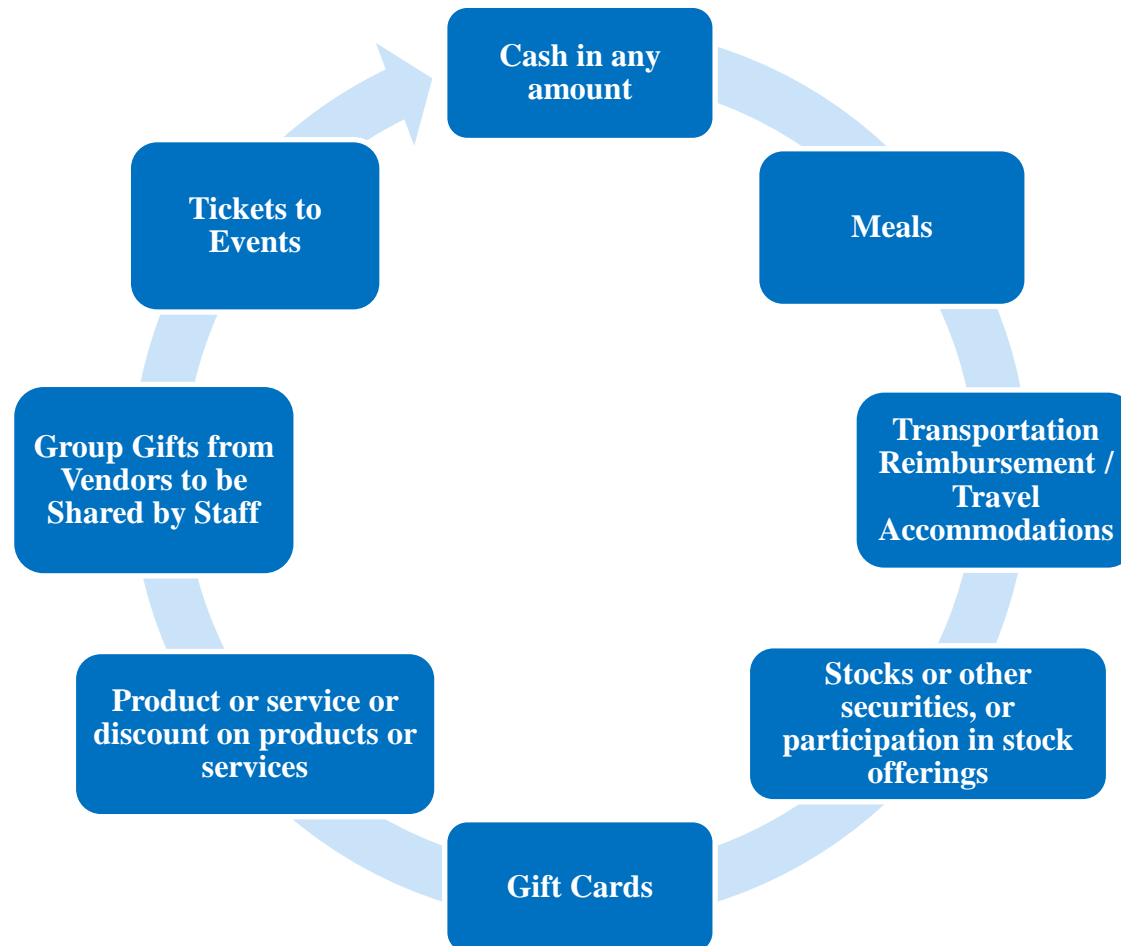 Cash in any
amount
Meals
Transportation
Reimbursement /
Travel
Accommodations
Stocks or other
securities, or
participation in stock
offerings
Gift Cards
Product or service or
discount on products or
services
Group Gifts from
Vendors to be
Shared by Staff
Tickets to
Events